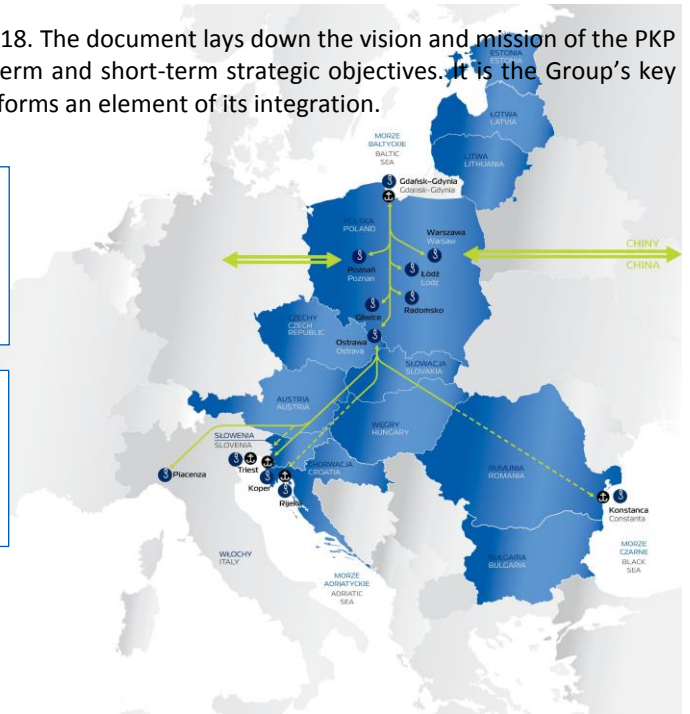 18. The document lays down the vision and mission of the PKP
erm and short-term strategic objectives. It is the Group's key
forms an element of its integration.
ESTONIA
ESTONIA
ŁOTWA
LATVIA
LITWA
LITHUANIA
MORZE
BAŁTYCKIE
BALTIC
SEA
Gdańsk-Gdynia
Gdansk-Gdynia
POLSKA
POLAND
Warszawa
Warsaw
CHINY
CHINA
Poznań
Poznan
Łódź
Lodz
Gliwice
Radomsko
CZECHY
CZECH
REPUBLIC
Ostrawa
Ostrava
SŁOWACJA
SLOVAKIA
AUSTRIA
AUSTRIA
WĘGRY
HUNGARY
SŁOWENIA
SLOVENIA
Triest
CHORWACJA
CROATIA
Piacenza
Koper
Rijeka
RUMUNIA
ROMANIA
Konstanca
Constanta
WŁOCHY
ITALY
MORZE
ADRIATYCKIE
ADRIATIC
SEA
BUŁGARIA
BULGARIA
MORZE
CZARNE
BLACK
SEA